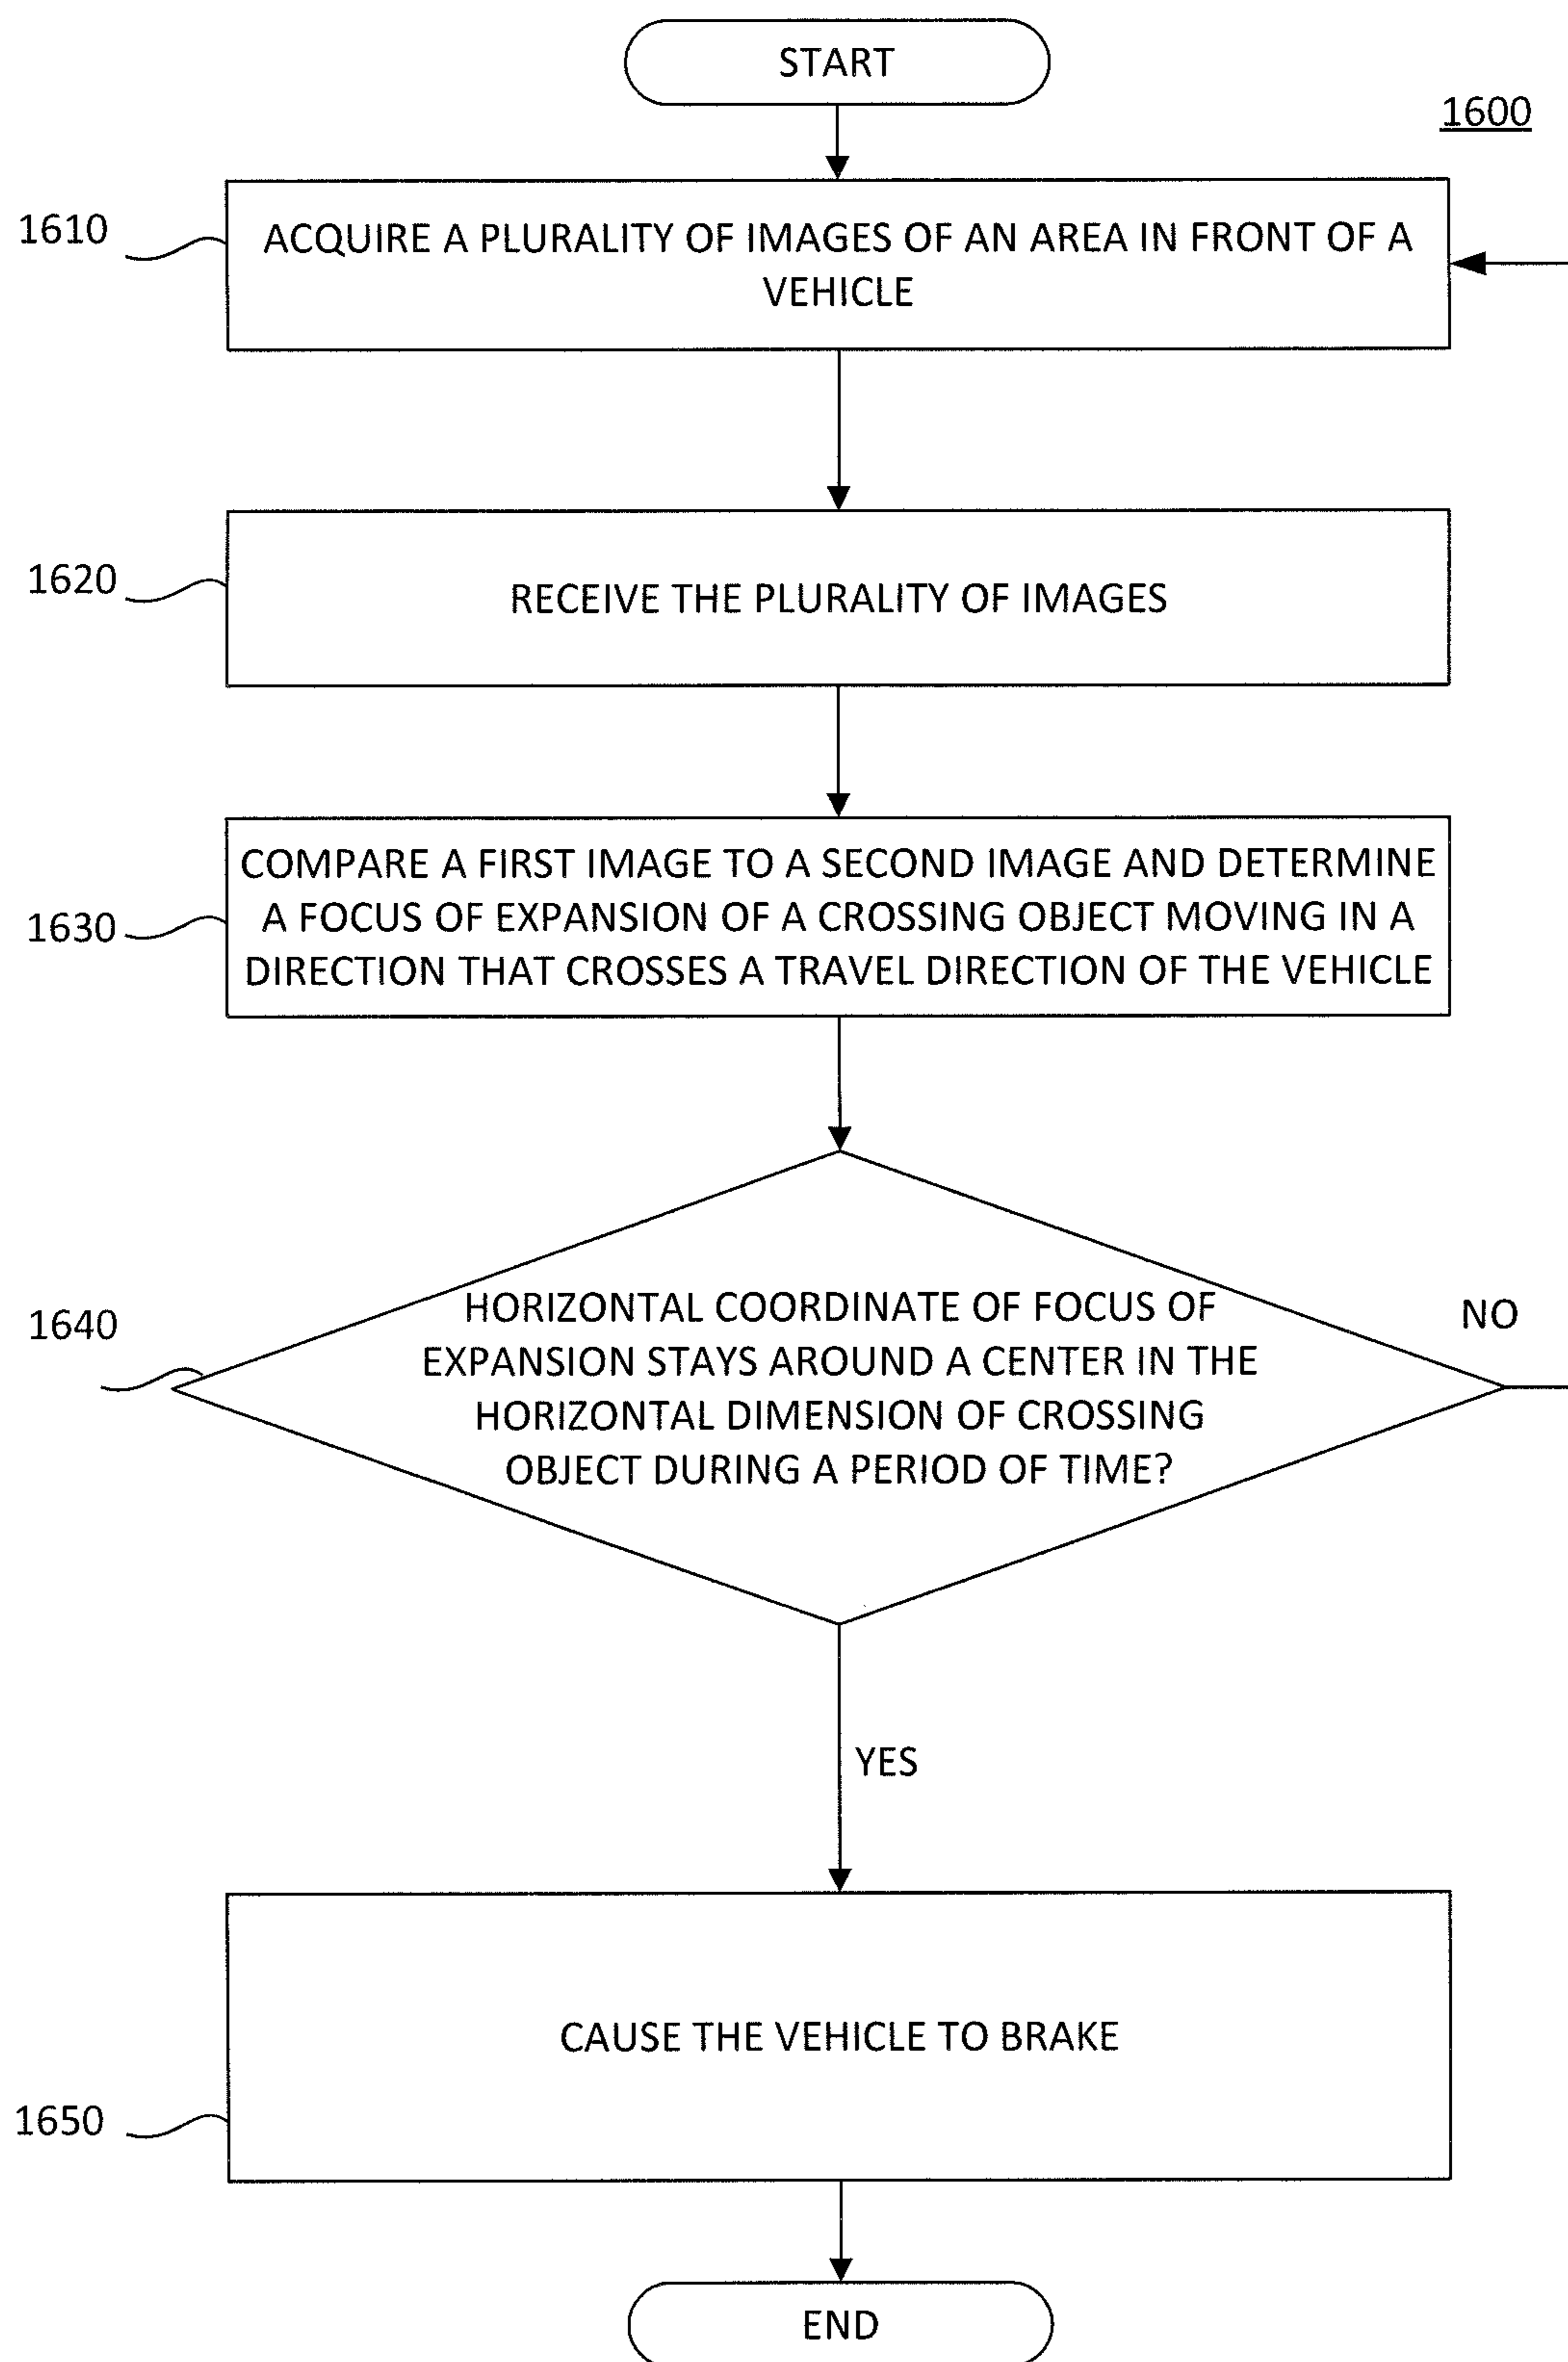 START
1600
1610
ACQUIRE A PLURALITY OF IMAGES OF AN AREA IN FRONT OF A
VEHICLE
1620
RECEIVE THE PLURALITY OF IMAGES
COMPARE A FIRST IMAGE TO A SECOND IMAGE AND DETERMINE
A FOCUS OF EXPANSION OF A CROSSING OBJECT MOVING IN A
DIRECTION THAT CROSSES A TRAVEL DIRECTION OF THE VEHICLE
1630
HORIZONTAL COORDINATE OF FOCUS OF
EXPANSION STAYS AROUND A CENTER IN THE
HORIZONTAL DIMENSION OF CROSSING
OBJECT DURING A PERIOD OF TIME?
1640
NO
YES
CAUSE THE VEHICLE TO BRAKE
1650
END